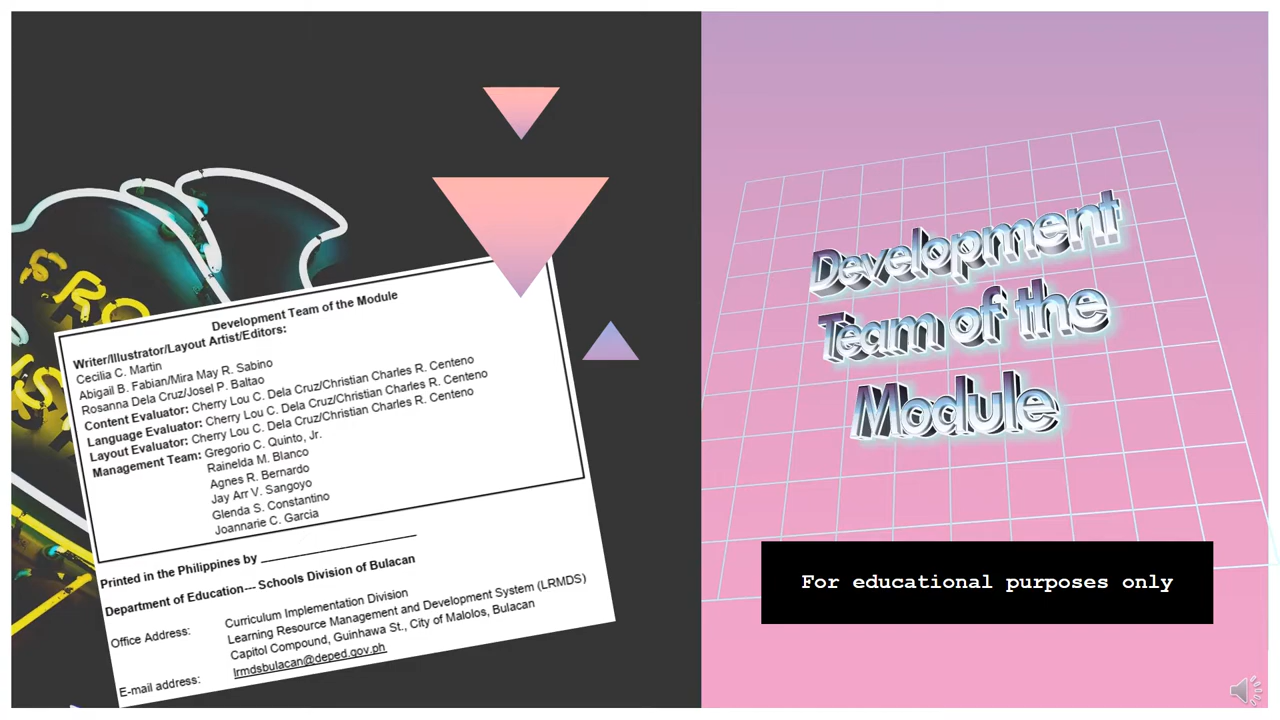 Development Team of the Module
Writer/Illustrator/Layout Artist/Editors:
Cecilia C. Martin
Abigail B. Fabian/Mira May R. Sabino
Rosanna Dela Cruz/Josel P. Baltao
Content Evaluator: Cherry Lou C. Dela Cruz/Christian Charles R. Centeno
Language Evaluator: Cherry Lou C. Dela Cruz/Christian Charles R. Centeno
Layout Evaluator: Cherry Lou C. Dela Cruz/Christian Charles R. Centeno
Management Team: Gregorio C. Quinto, Jr.
Rainelda M. Blanco
Agnes R. Bernardo
Jay Arr V. Sangoyo
Glenda S. Constantino
Joannarie C. Garcia
Printed in the Philippines by
Department of Education--- Schools Division of Bulacan
Office Address: Curriculum Implementation Division
Learning Resource Management and Development System (LRMDS)
Capitol Compound, Guinhawa St., City of Malolos, Bulacan
E-mail address: lrmdsbulacan@deped.gov.ph
Development
Team of the
Module
For educational purposes only